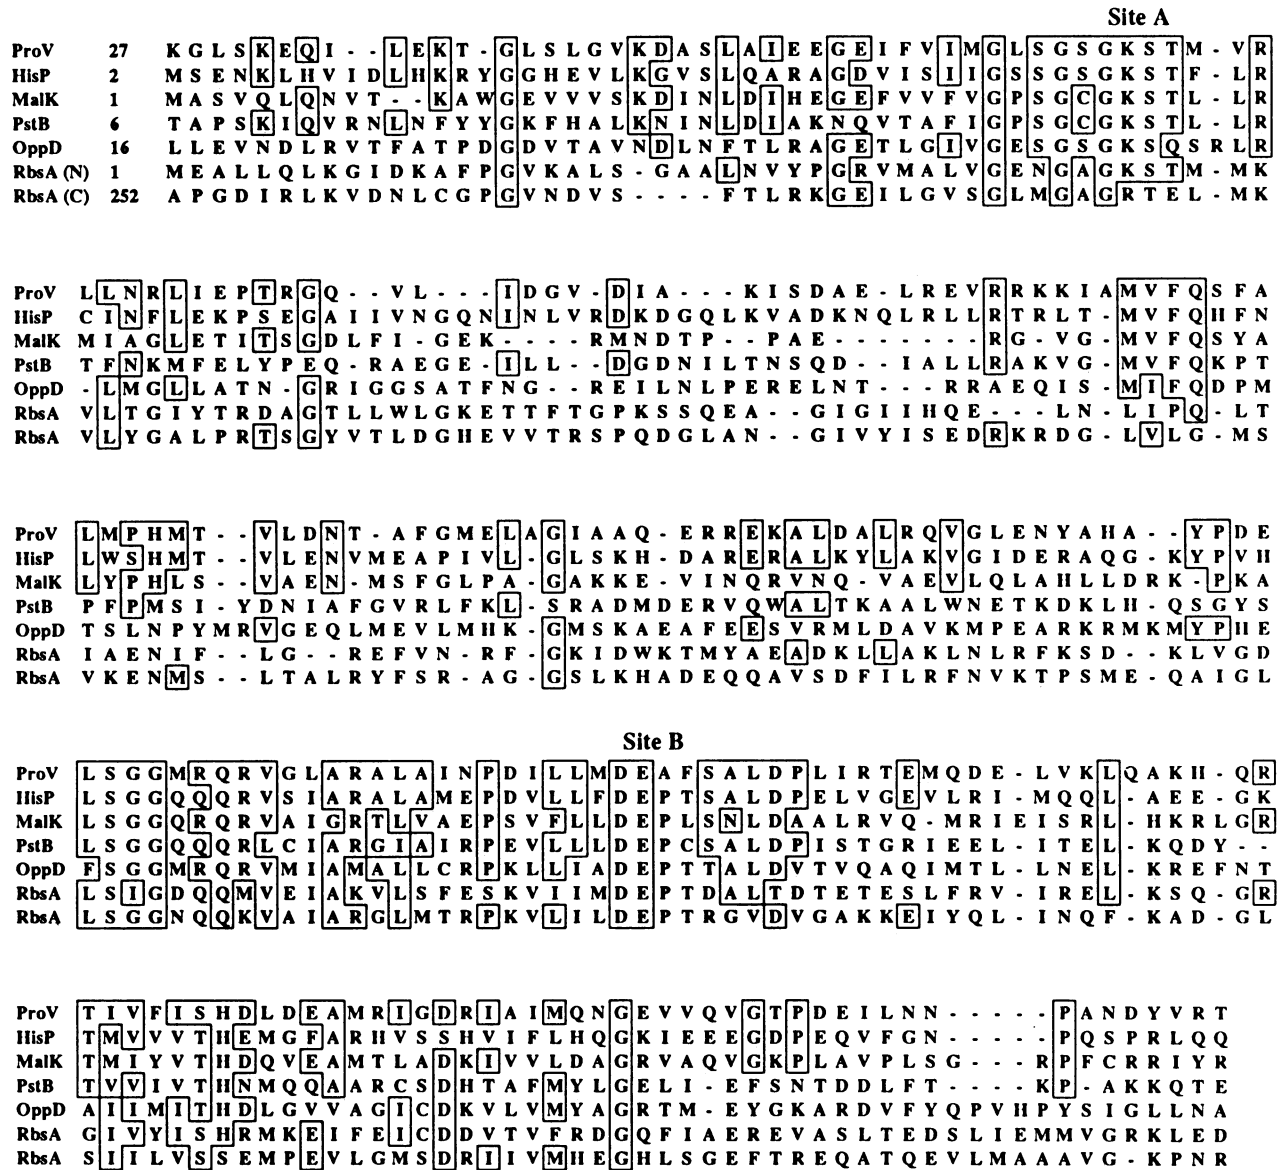 Site A
ProV 27 K G L S K E Q I - - L E K T - G L S L G V K D A S L A I E E G E I F V I M G L S G S G K S T M - V R
HisP 2 M S E N K L H V I D L H K R Y G G H E V L K G V S L Q A R A G D V I S I I G S S G S G K S T F - L R
MalK 1 M A S V Q L Q N V T - - K A W G E V V V S K D I N L D I H E G E F V V F V G P S G C G K S T L - L R
PstB 6 T A P S K I Q V R N L N F Y Y G K F H A L K N I N L D I A K N Q V T A F I G P S G C G K S T L - L R
OppD 16 L L E V N D L R V T F A T P D G D V T A V N D L N F T L R A G E T L G I V G E S G S G K S Q S R L R
RbsA (N) 1 M E A L L Q L K G I D K A F P G V K A L S - G A A L N V Y P G R V M A L V G E N G A G K S T M - M K
RbsA (C) 252 A P G D I R L K V D N L C G P G V N D V S - - - - F T L R K G E I L G V S G L M G A G R T E L - M K
ProV L L N R L I E P T R G Q - - V L - - - I D G V - D I A - - - K I S D A E - L R E V R R K K I A M V F Q S F A
HisP C I N F L E K P S E G A I I V N G Q N I N L V R D K D G Q L K V A D K N Q L R L L R T R L T - M V F Q H F N
MalK M I A G L E T I T S G D L F I - G E K - - - - R M N D T P - - P A E - - - - - - - R G - V G - M V F Q S Y A
PstB T F N K M F E L Y P E Q - R A E G E - I L L - - D G D N I L T N S Q D - - I A L L R A K V G - M V F Q K P T
OppD - L M G L L A T N - G R I G G S A T F N G - - R E I L N L P E R E L N T - - - R R A E Q I S - M I F Q D P M
RbsA V L T G I Y T R D A G T L L W L G K E T T F T G P K S S Q E A - - G I G I I H Q E - - - L N - L I P Q - L T
RbsA V L Y G A L P R T S G Y V T L D G H E V V T R S P Q D G L A N - - G I V Y I S E D R K R D G - L V L G - M S
ProV L M P H M T - - V L D N T - A F G M E L A G I A A Q - E R R E K A L D A L R Q V G L E N Y A H A - - Y P D E
HisP L W S H M T - - V L E N V M E A P I V L - G L S K H - D A R E R A L K Y L A K V G I D E R A Q G - K Y P V H
MalK L Y P H L S - - V A E N - M S F G L P A - G A K K E - V I N Q R V N Q - V A E V L Q L A H L L D R K - P K A
PstB P F P M S I - Y D N I A F G V R L F K L - S R A D M D E R V Q W A L T K A A L W N E T K D K L H - Q S G Y S
OppD T S L N P Y M R V G E Q L M E V L M H K - G M S K A E A F E E S V R M L D A V K M P E A R K R M K M Y P H E
RbsA I A E N I F - - L G - - R E F V N - R F - G K I D W K T M Y A E A D K L L A K L N L R F K S D - - K L V G D
RbsA V K E N M S - - L T A L R Y F S R - A G - G S L K H A D E Q Q A V S D F I L R F N V K T P S M E - Q A I G L
Site B
ProV L S G G M R Q R V G L A R A L A I N P D I L L M D E A F S A L D P L I R T E M Q D E - L V K L Q A K H - Q R
HisP L S G G Q Q Q R V S I A R A L A M E P D V L L F D E P T S A L D P E L V G E V L R I - M Q Q L - A E E - G K
MalK L S G G Q R Q R V A I G R T L V A E P S V F L L D E P L S N L D A A L R V Q - M R I E I S R L - H K R L G R
PstB L S G G Q Q Q R L C I A R G I A I R P E V L L L D E P C S A L D P I S T G R I E E L - I T E L - K Q D Y - -
OppD F S G G M R Q R V M I A M A L L C R P K L L I A D E P T T A L D V T V Q A Q I M T L - L N E L - K R E F N T
RbsA L S I G D Q Q M V E I A K V L S F E S K V I I M D E P T D A L T D T E T E S L F R V - I R E L - K S Q - G R
RbsA L S G G N Q Q K V A I A R G L M T R P K V L I L D E P T R G V D V G A K K E I Y Q L - I N Q F - K A D - G L
ProV T I V F I S H D L D E A M R I G D R I A I M Q N G E V V Q V G T P D E I L N N - - - - - P A N D Y V R T
HisP T M V V V T H E M G F A R H V S S H V I F L H Q G K I E E E G D P E Q V F G N - - - - - P Q S P R L Q Q
MalK T M I Y V T H D Q V E A M T L A D K I V V L D A G R V A Q V G K P L A V P L S G - - - R P F C R R I Y R
PstB T V V I V T H N M Q Q A A R C S D H T A F M Y L G E L I - E F S N T D D L F T - - - - K P - A K K Q T E
OppD A I I M I T H D L G V V A G I C D K V L V M Y A G R T M - E Y G K A R D V F Y Q P V H P Y S I G L L N A
RbsA G I V Y I S H R M K E I F E I C D D V T V F R D G Q F I A E R E V A S L T E D S L I E M M V G R K L E D
RbsA S I I L V S S E M P E V L G M S D R I I V M H E G H L S G E F T R E Q A T Q E V L M A A A V G - K P N R